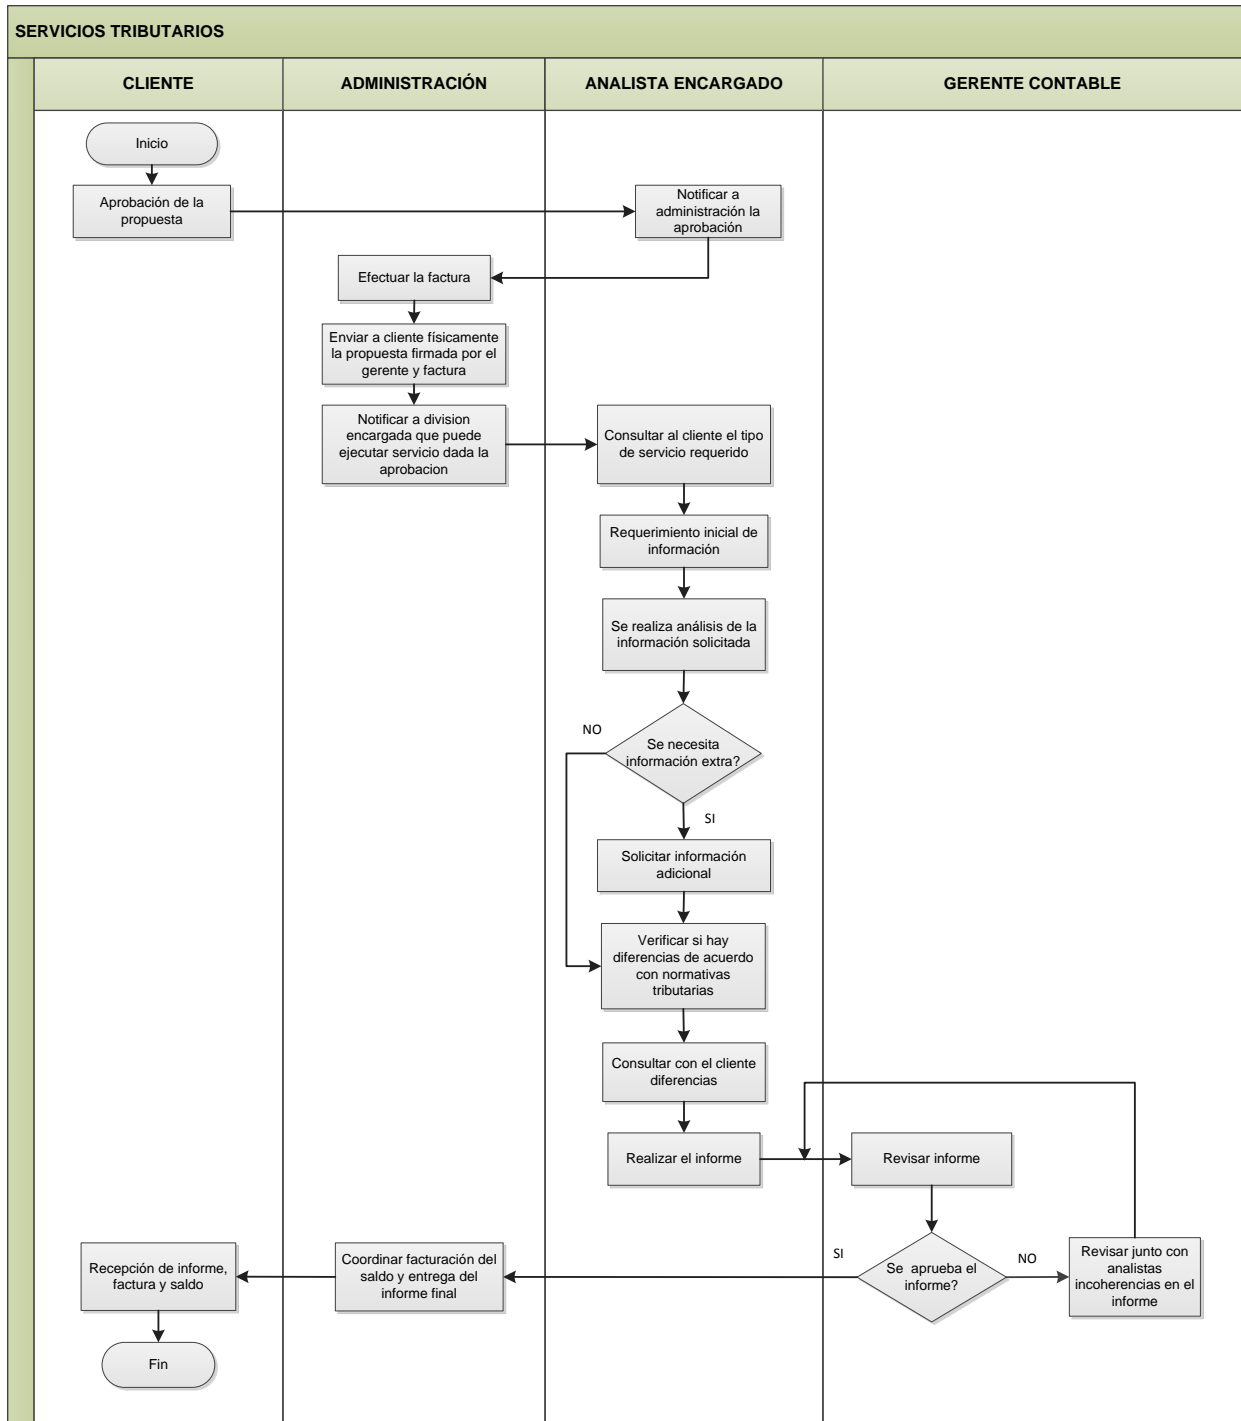 SERVICIOS TRIBUTARIOS
CLIENTE
ADMINISTRACIÓN
ANALISTA ENCARGADO
GERENTE CONTABLE
Inicio
Aprobación de la
propuesta
Notificar a
administración la
aprobación
Efectuar la factura
Enviar a cliente físicamente
la propuesta firmada por el
gerente y factura
Notificar a division
encargada que puede
ejecutar servicio dada la
aprobacion
Consultar al cliente el tipo
de servicio requerido
Requerimiento inicial de
información
Se realiza análisis de la
información solicitada
NO
Se necesita
información extra?
SI
Solicitar información
adicional
Verificar si hay
diferencias de acuerdo
con normativas
tributarias
Consultar con el cliente
diferencias
Realizar el informe
Revisar informe
Se aprueba el
informe?
NO
Revisar junto con
analistas
incoherencias en el
informe
SI
Coordinar facturación del
saldo y entrega del
informe final
Recepción de informe,
factura y saldo
Fin